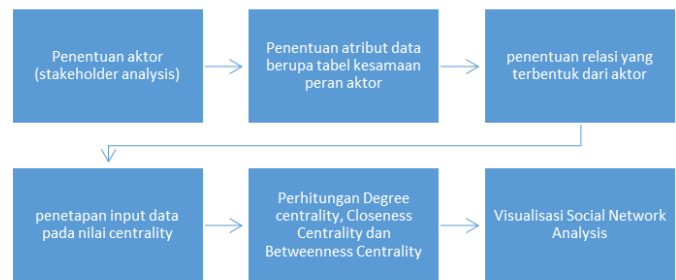 Penentuan aktor
(stakeholder analysis)
Penentuan atribut data
berupa tabel kesamaan
peran aktor
penentuan relasi yang
terbentuk dari aktor
penetapan input data
pada nilai centrality
Perhitungan Degree
centrality, Closeness
Centrality dan
Betweenness Centrality
Visualisasi Social Network
Analysis